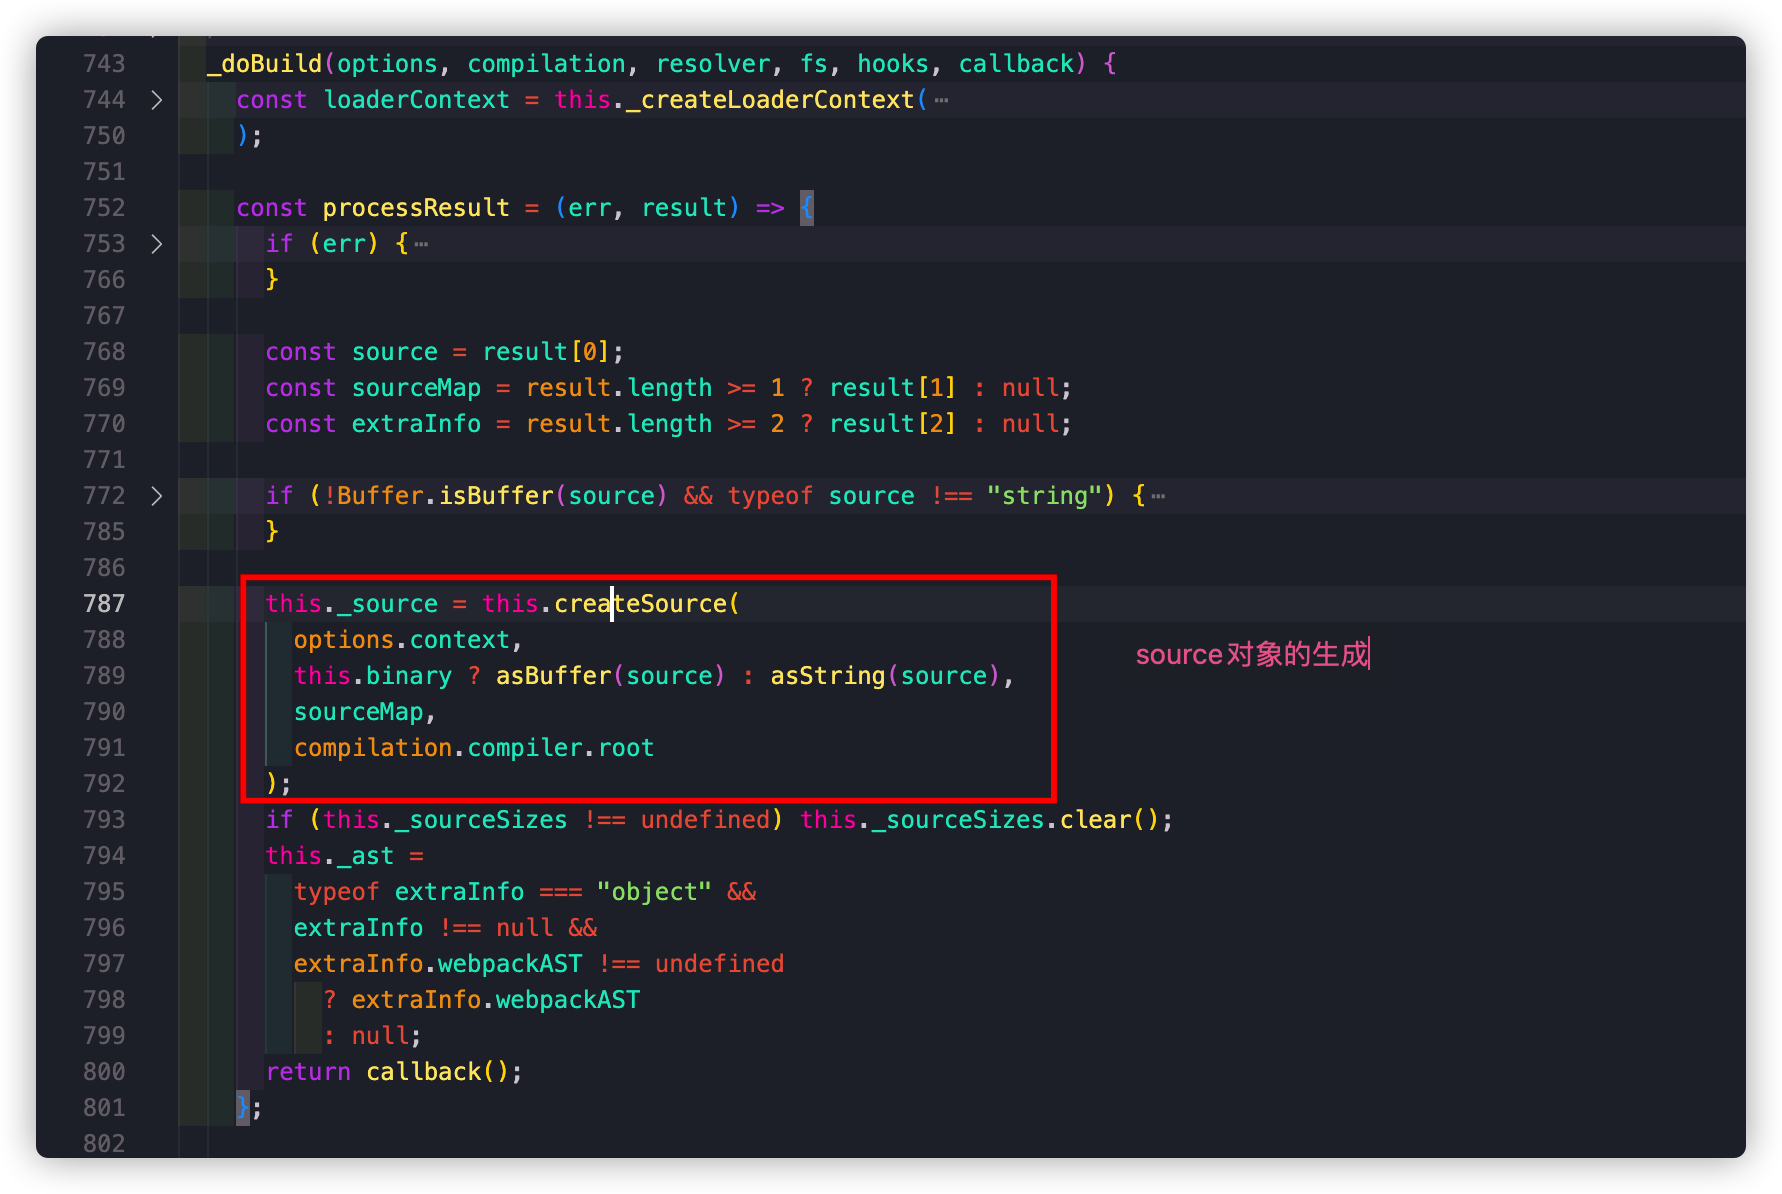 743 _doBuild(options, compilation, resolver, fs, hooks, callback) {
744 const loaderContext = this._createLoaderContext(…
750 );
751
752 const processResult = (err, result) => {
753 if (err) {…
766 }
767
768 const source = result[0];
769 const sourceMap = result.length >= 1 ? result[1] : null;
770 const extraInfo = result.length >= 2 ? result[2] : null;
771
772 if (!Buffer.isBuffer(source) && typeof source !== "string") {…
785 }
786
787 this._source = this.createSource(
788 options.context,
789 this.binary ? asBuffer(source) : asString(source),
source对象的生成
790 sourceMap,
791 compilation.compiler.root
792 );
793 if (this._sourceSizes !== undefined) this._sourceSizes.clear();
794 this._ast =
795 typeof extraInfo === "object" &&
796 extraInfo !== null &&
797 extraInfo.webpackAST !== undefined
798 ? extraInfo.webpackAST
799 : null;
800 return callback();
801 };
802